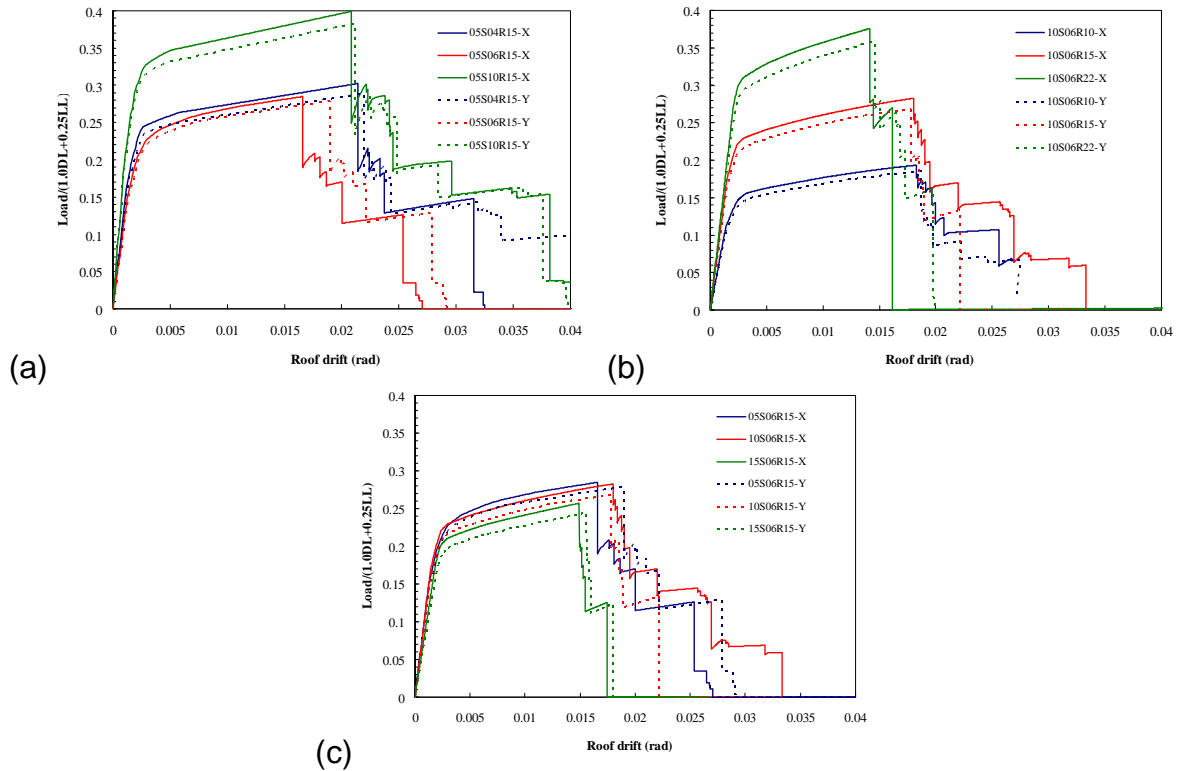 0.4
0.35
0.3
0.25
0.2
0.15
0.1
0.05
0
Load/(1.0DL+0.25LL)
0 0.005 0.01 0.015 0.02 0.025 0.03 0.035 0.04
Roof drift (rad)
05S04R15-X
05S06R15-X
05S10R15-X
05S04R15-Y
05S06R15-Y
05S10R15-Y
(a)
0.4
0.35
0.3
0.25
0.2
0.15
0.1
0.05
0
Load/(1.0DL+0.25LL)
0 0.005 0.01 0.015 0.02 0.025 0.03 0.035 0.04
Roof drift (rad)
10S06R10-X
10S06R15-X
10S06R22-X
10S06R10-Y
10S06R15-Y
10S06R22-Y
(b)
0.4
0.35
0.3
0.25
0.2
0.15
0.1
0.05
0
Load/(1.0DL+0.25LL)
0 0.005 0.01 0.015 0.02 0.025 0.03 0.035 0.04
Roof drift (rad)
05S06R15-X
10S06R15-X
15S06R15-X
05S06R15-Y
10S06R15-Y
15S06R15-Y
(c)